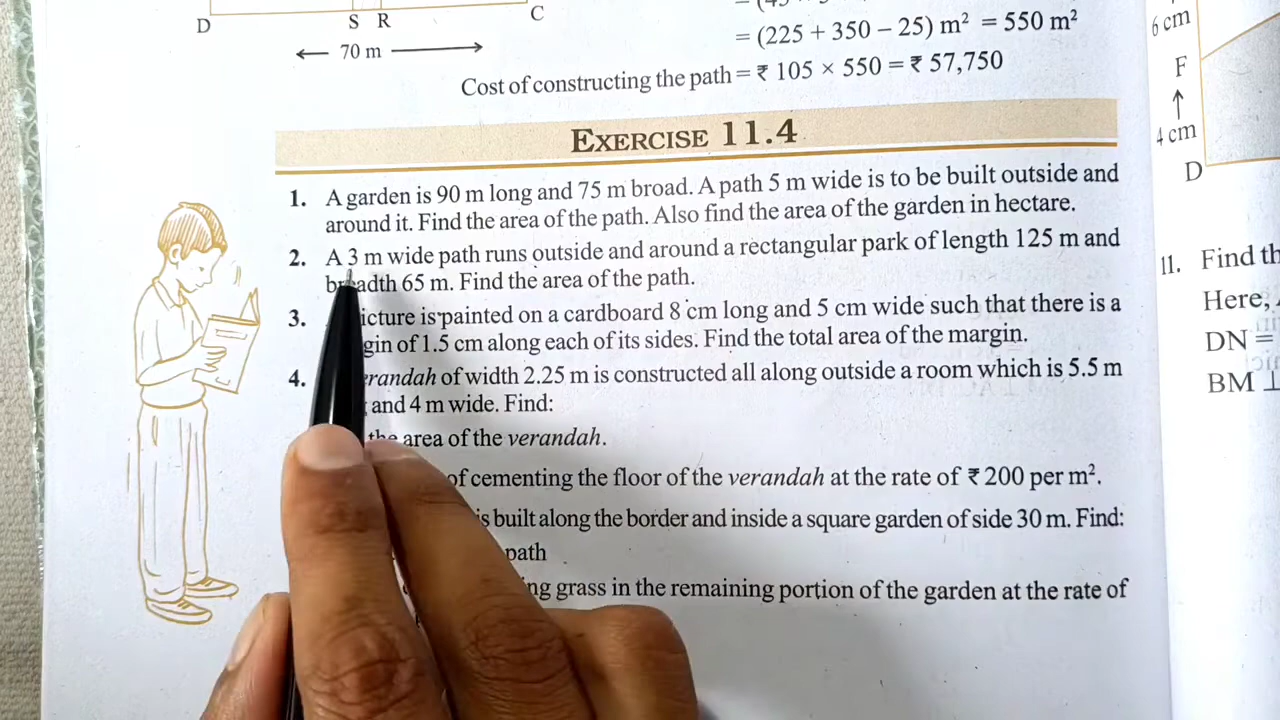 D S R C
70 m
= (225 + 350 – 25) m² = 550 m²
Cost of constructing the path = ₹ 105 × 550 = ₹ 57,750
EXERCISE 11.4
1. A garden is 90 m long and 75 m broad. A path 5 m wide is to be built outside and
around it. Find the area of the path. Also find the area of the garden in hectare.
2. A 3 m wide path runs outside and around a rectangular park of length 125 m and
breadth 65 m. Find the area of the path.
3. picture is painted on a cardboard 8 cm long and 5 cm wide such that there is a
of 1.5 cm along each of its sides. Find the total area of the margin.
4. verandah of width 2.25 m is constructed all along outside a room which is 5.5 m
and 4 m wide. Find:
the area of the verandah.
of cementing the floor of the verandah at the rate of ₹ 200 per m².
is built along the border and inside a square garden of side 30 m. Find:
path
grass in the remaining portion of the garden at the rate of
6 cm
F
4 cm
D
11. Find
Here,
DN =
BM ⊥